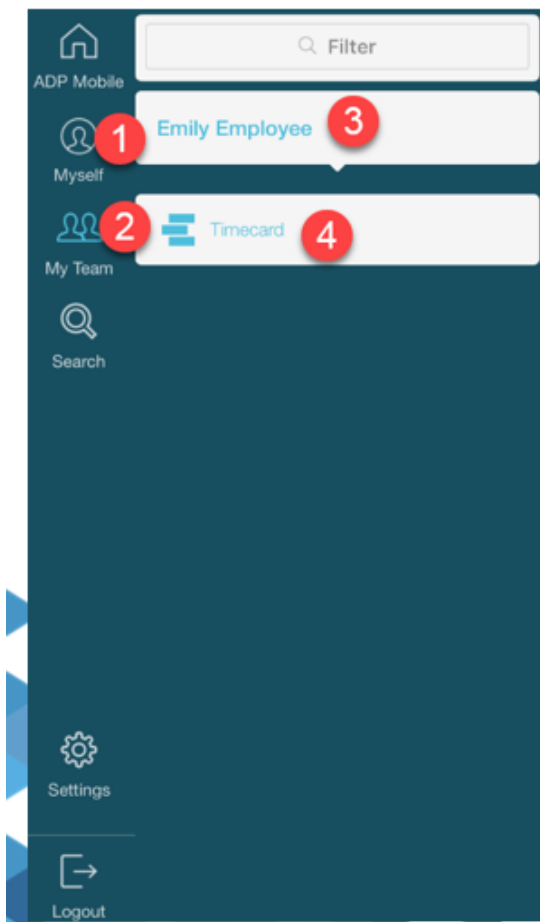 Filter
ADP Mobile
1
Emily Employee
3
Myself
2
Timecard
4
My Team
Search
Settings
Logout